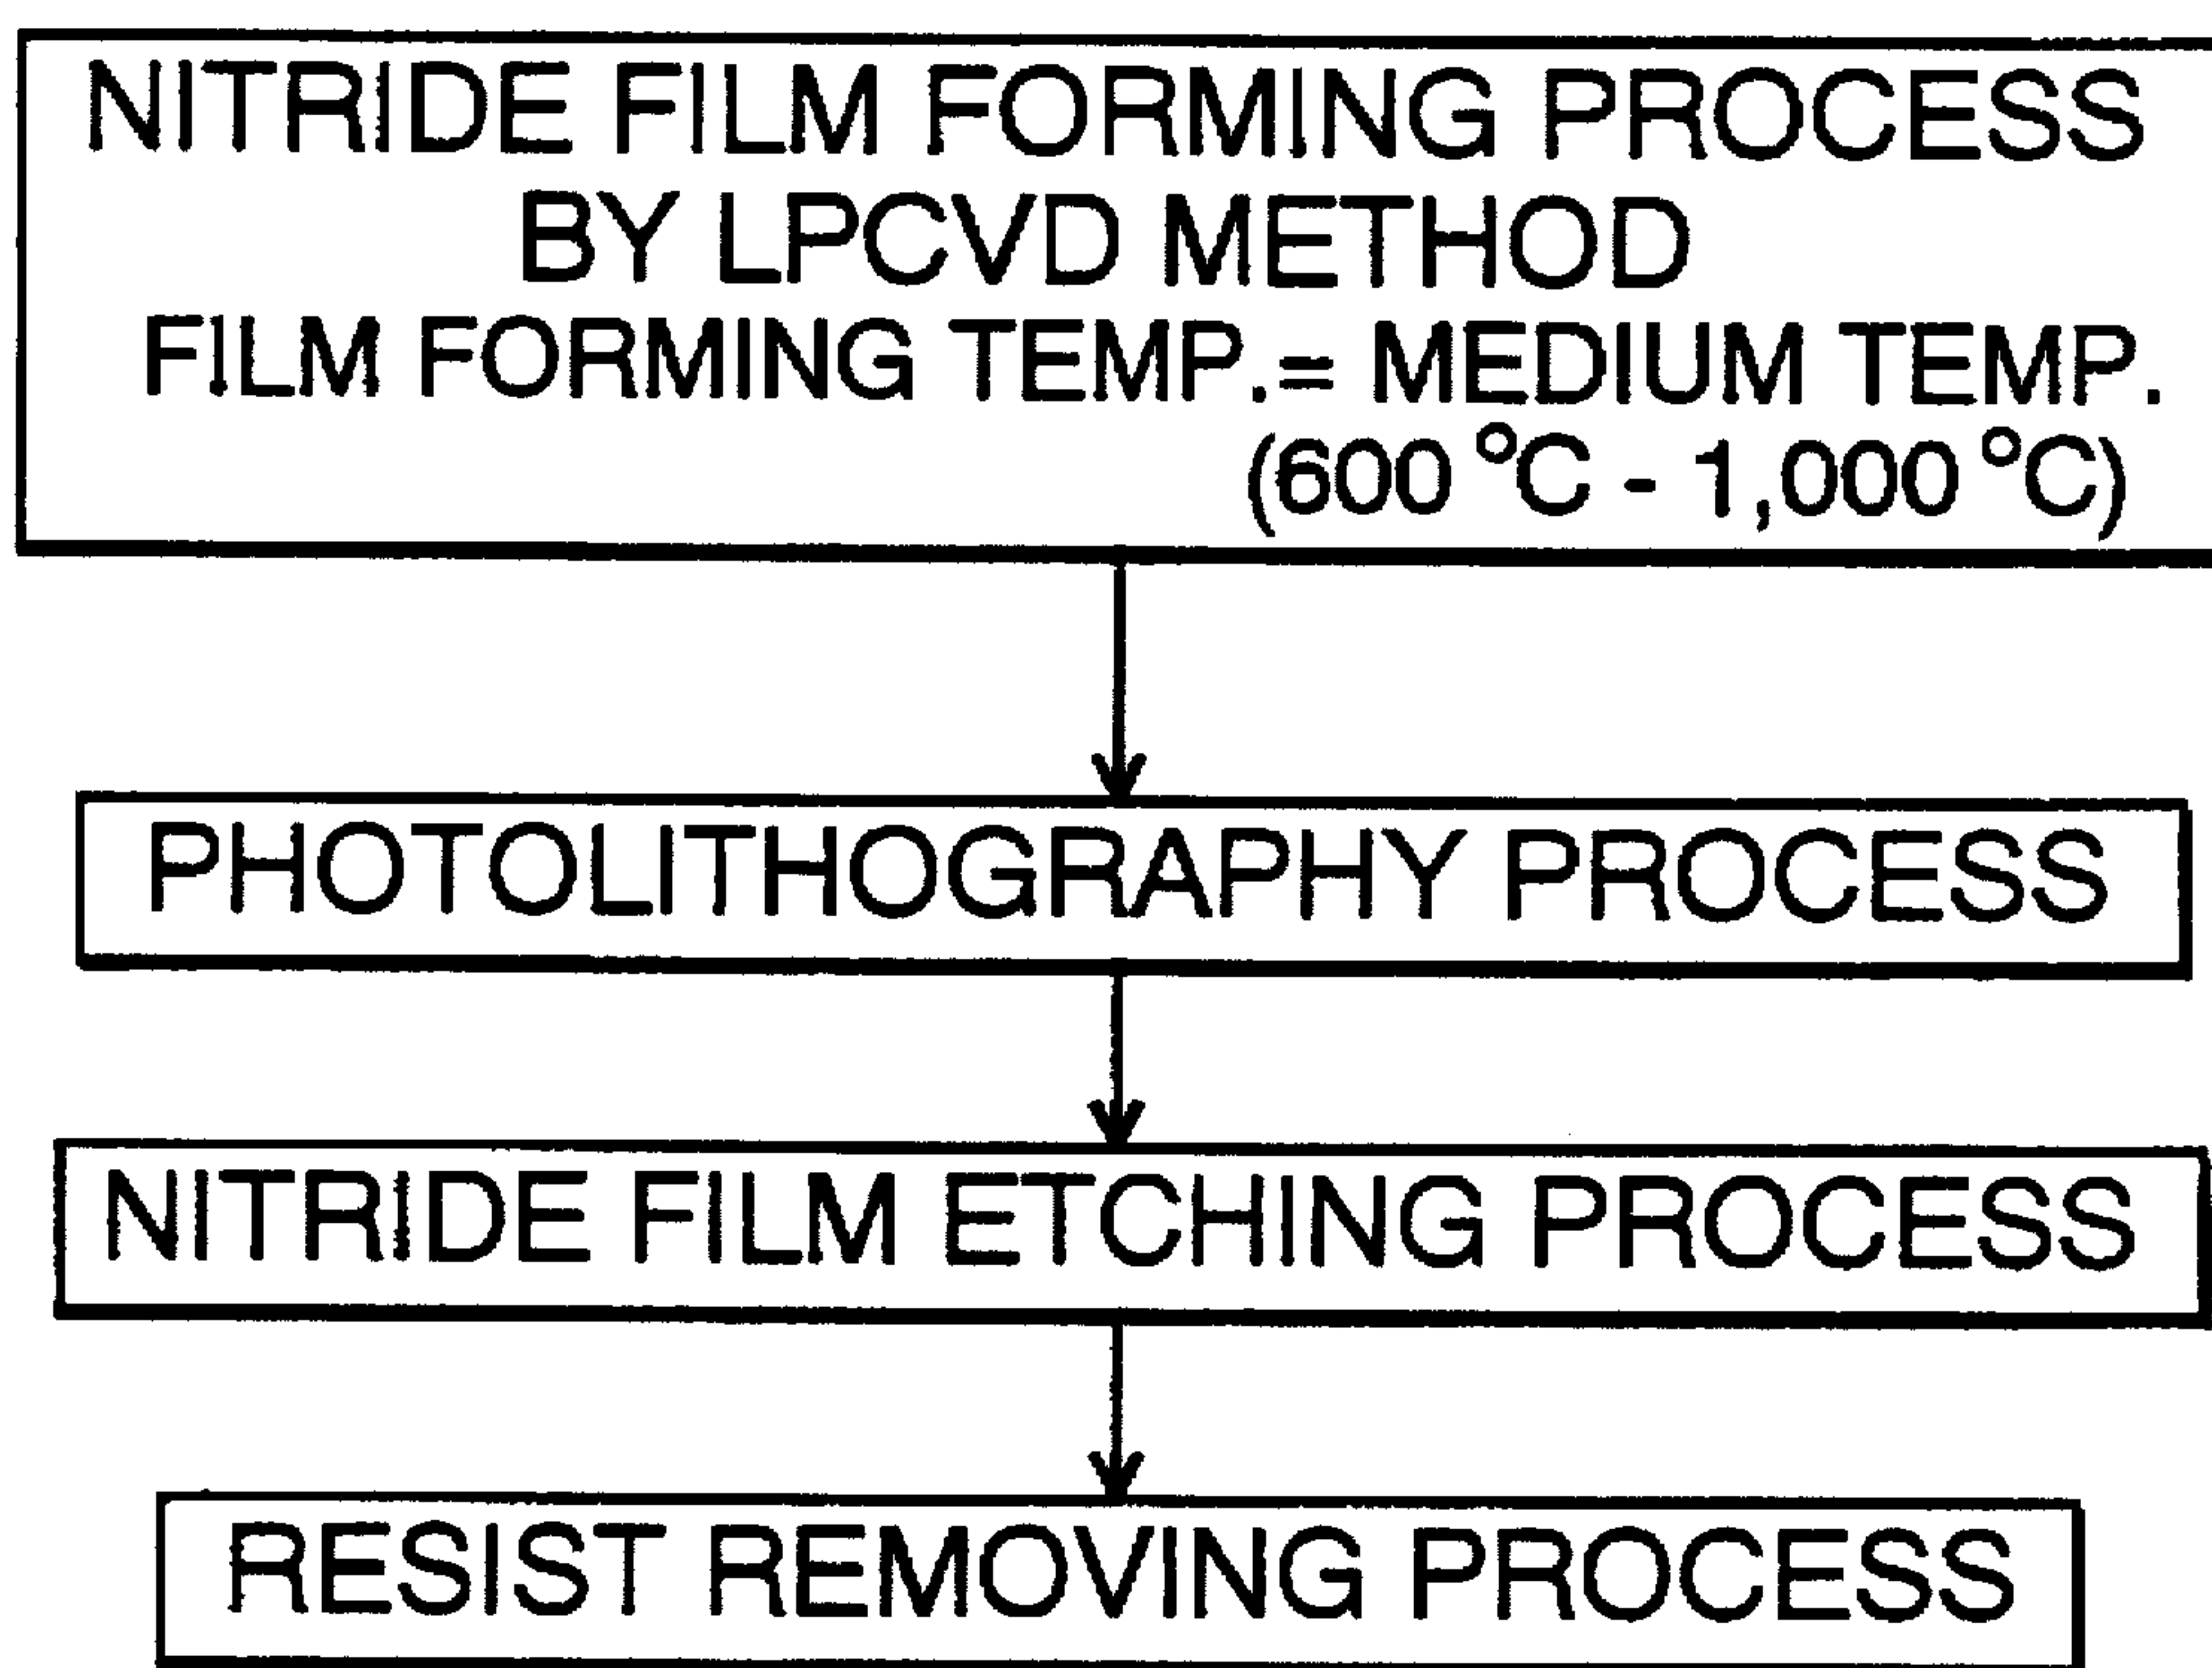 NITRIDE FILM FORMING PROCESS
BY LPCVD METHOD
FILM FORMING TEMP.= MEDIUM TEMP.
(600 °C - 1,000 °C)
PHOTOLITHOGRAPHY PROCESS
NITRIDE FILM ETCHING PROCESS
RESIST REMOVING PROCESS